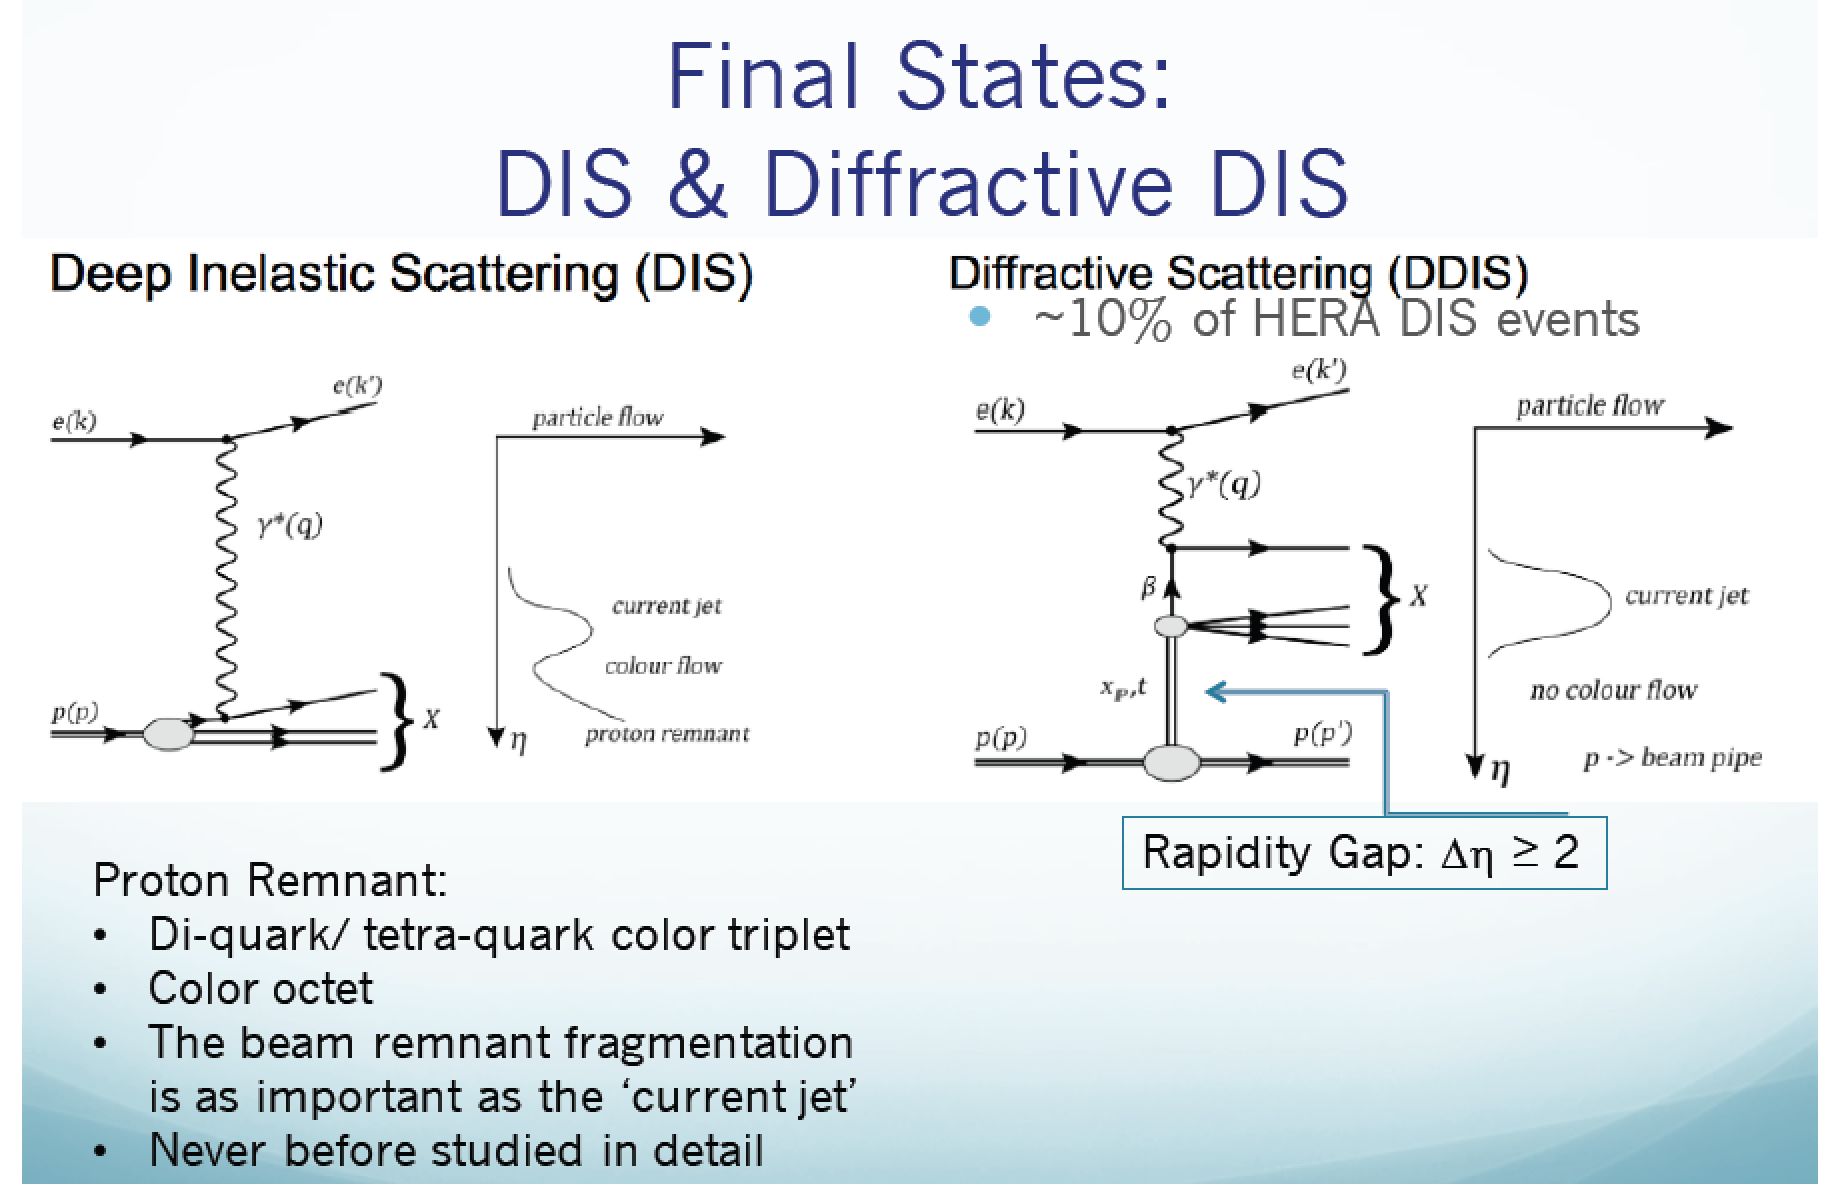 Final States:
DIS & Diffractive DIS
Deep Inelastic Scattering (DIS)
e(k)
e(k')
γ*(q)
p(p)
X
particle flow
current jet
colour flow
proton remnant
η
Diffractive Scattering (DDIS)
• ~10% of HERA DIS events
e(k)
e(k')
γ*(q)
β
X
x_ℙ,t
p(p)
p(p')
particle flow
current jet
no colour flow
p -> beam pipe
η
Rapidity Gap: Δη ≥ 2
Proton Remnant:
• Di-quark/ tetra-quark color triplet
• Color octet
• The beam remnant fragmentation
is as important as the ‘current jet’
• Never before studied in detail